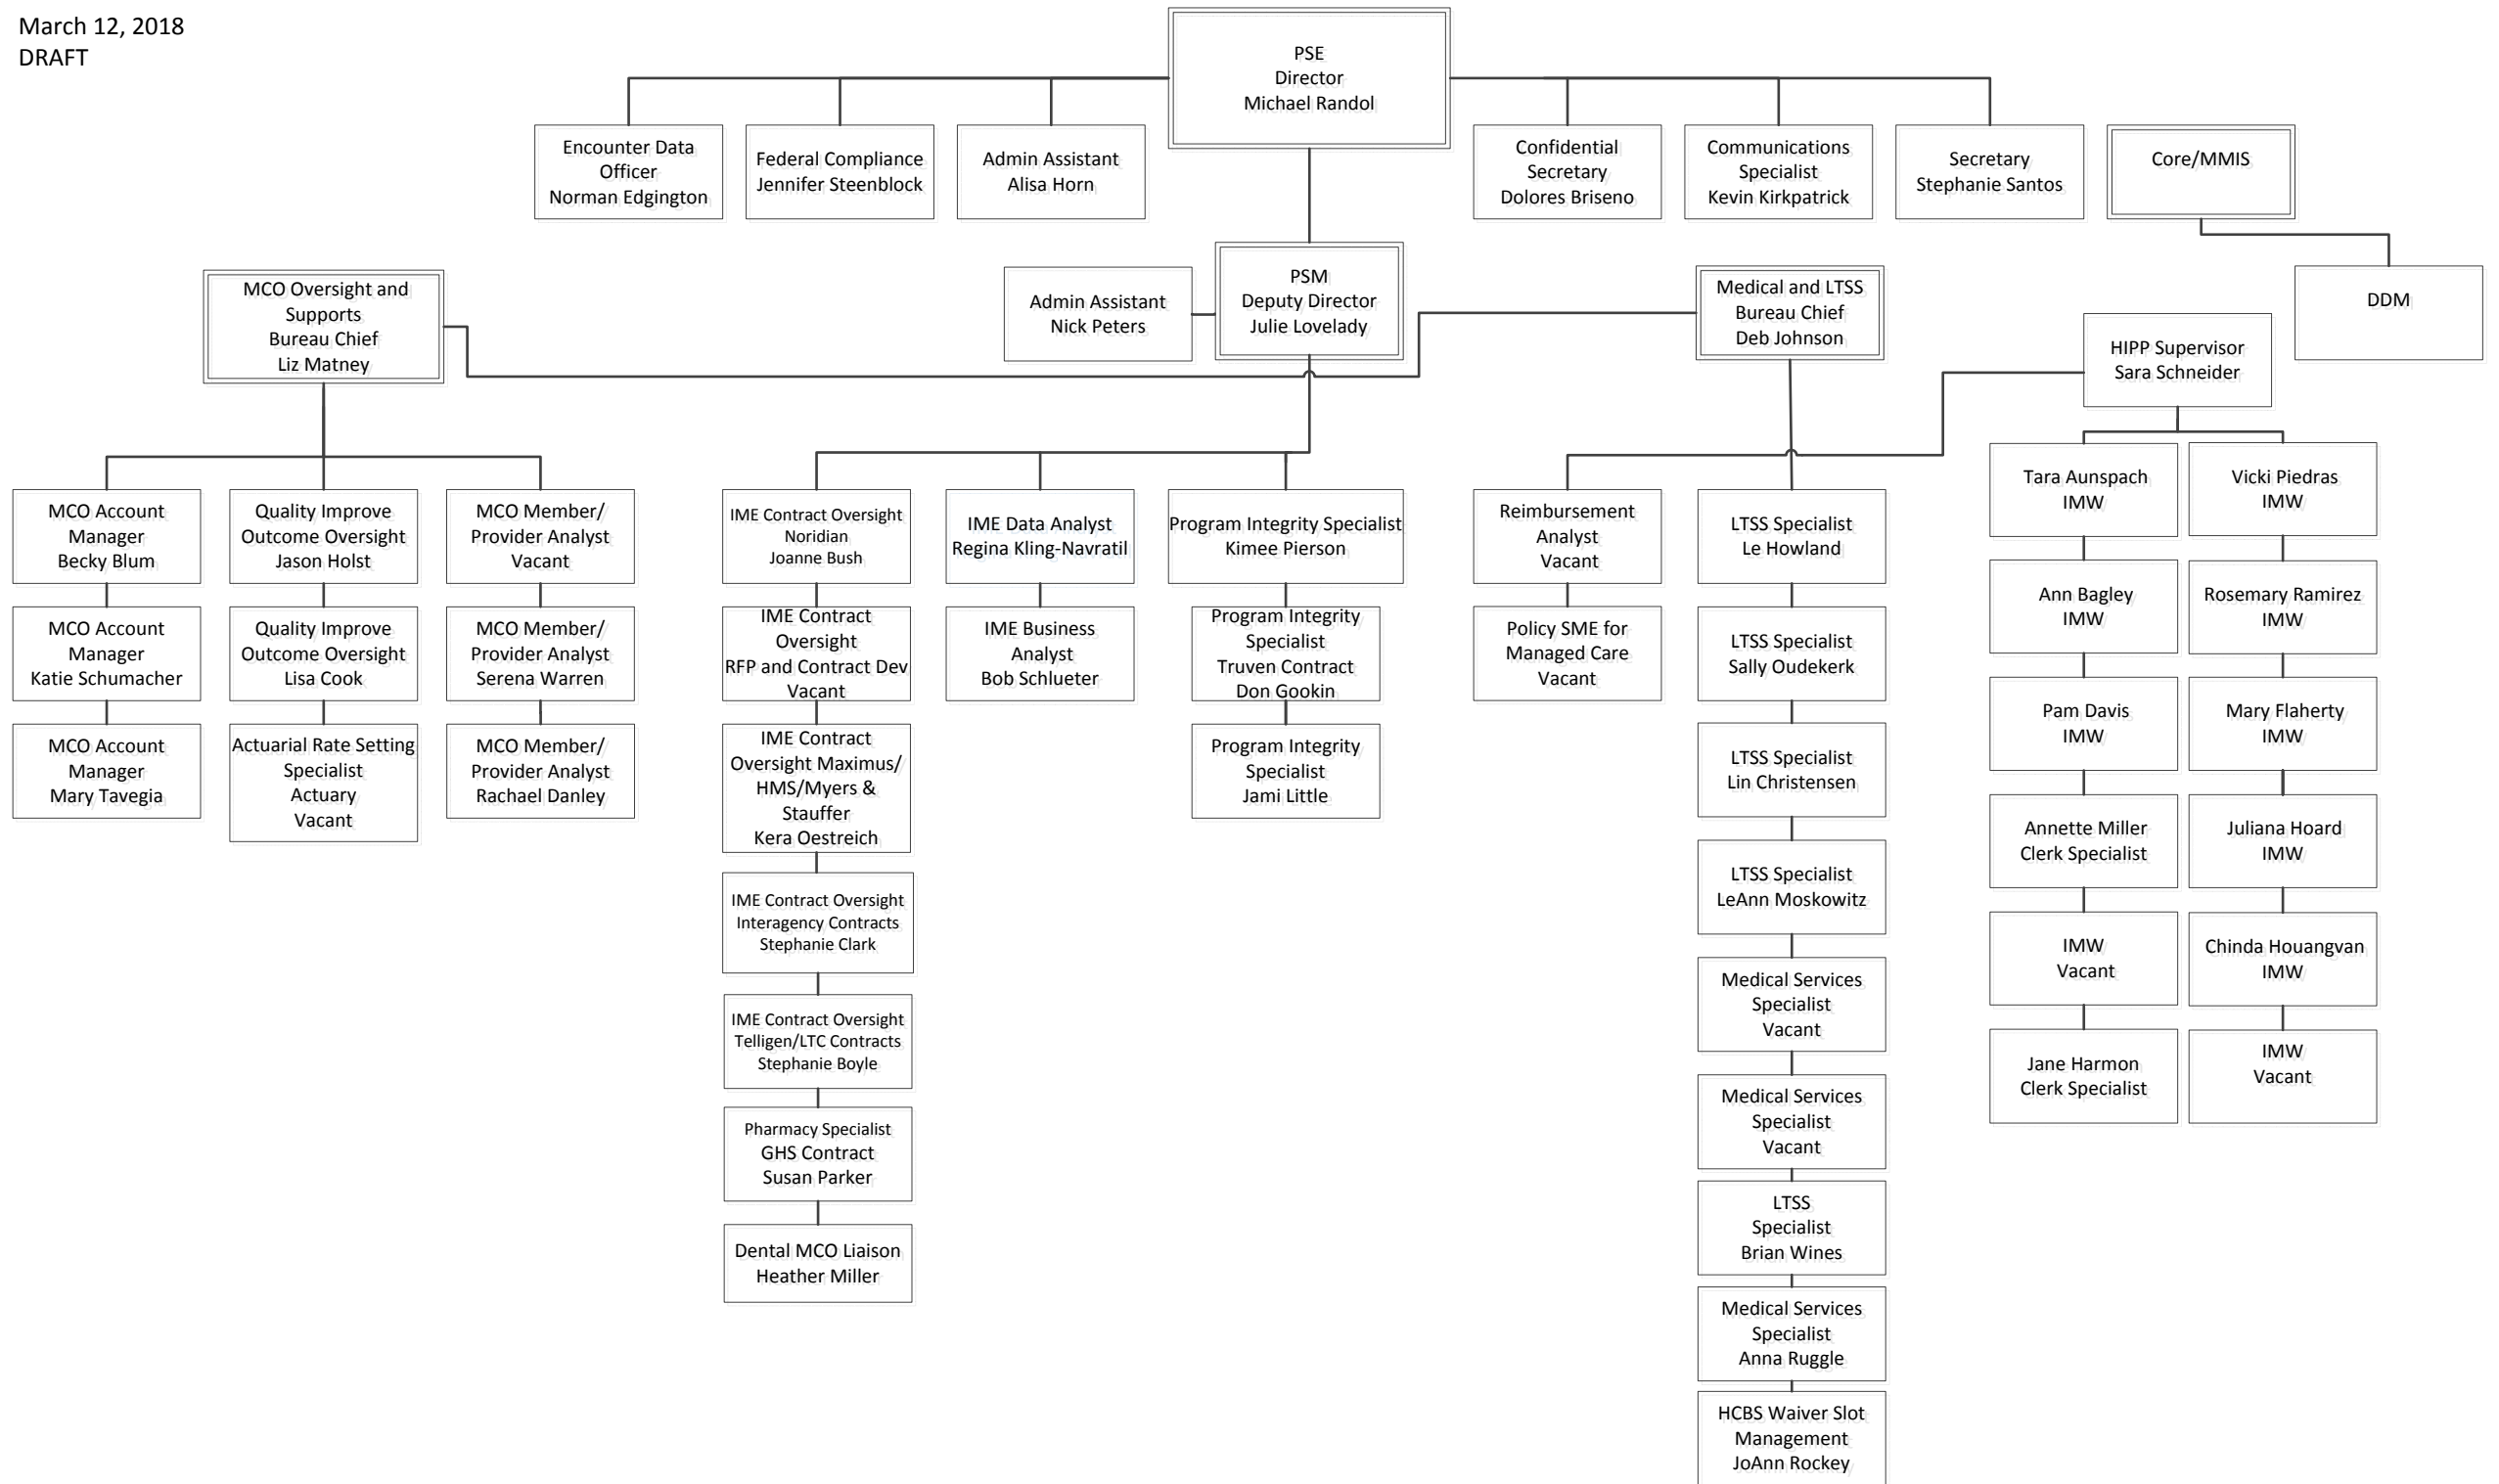 March 12, 2018
DRAFT
PSE
Director
Michael Randol
Encounter Data
Officer
Norman Edgington
Federal Compliance
Jennifer Steenblock
Admin Assistant
Alisa Horn
Confidential
Secretary
Dolores Briseno
Communications
Specialist
Kevin Kirkpatrick
Secretary
Stephanie Santos
Core/MMIS
DDM
MCO Oversight and
Supports
Bureau Chief
Liz Matney
Admin Assistant
Nick Peters
PSM
Deputy Director
Julie Lovelady
Medical and LTSS
Bureau Chief
Deb Johnson
HIPP Supervisor
Sara Schneider
MCO Account
Manager
Becky Blum
MCO Account
Manager
Katie Schumacher
MCO Account
Manager
Mary Tavegia
Quality Improve
Outcome Oversight
Jason Holst
Quality Improve
Outcome Oversight
Lisa Cook
Actuarial Rate Setting
Specialist
Actuary
Vacant
MCO Member/
Provider Analyst
Vacant
MCO Member/
Provider Analyst
Serena Warren
MCO Member/
Provider Analyst
Rachael Danley
IME Contract Oversight
Noridian
Joanne Bush
IME Contract
Oversight
RFP and Contract Dev
Vacant
IME Contract
Oversight Maximus/
HMS/Myers &
Stauffer
Kera Oestreich
IME Contract Oversight
Interagency Contracts
Stephanie Clark
IME Contract Oversight
Telligen/LTC Contracts
Stephanie Boyle
Pharmacy Specialist
GHS Contract
Susan Parker
Dental MCO Liaison
Heather Miller
IME Data Analyst
Regina Kling-Navratil
IME Business
Analyst
Bob Schlueter
Program Integrity Specialist
Kimee Pierson
Program Integrity
Specialist
Truven Contract
Don Gookin
Program Integrity
Specialist
Jami Little
Reimbursement
Analyst
Vacant
Policy SME for
Managed Care
Vacant
LTSS Specialist
Le Howland
LTSS Specialist
Sally Oudekerk
LTSS Specialist
Lin Christensen
LTSS Specialist
LeAnn Moskowitz
Medical Services
Specialist
Vacant
Medical Services
Specialist
Vacant
LTSS
Specialist
Brian Wines
Medical Services
Specialist
Anna Ruggle
HCBS Waiver Slot
Management
JoAnn Rockey
Tara Aunspach
IMW
Ann Bagley
IMW
Pam Davis
IMW
Annette Miller
Clerk Specialist
IMW
Vacant
Jane Harmon
Clerk Specialist
Vicki Piedras
IMW
Rosemary Ramirez
IMW
Mary Flaherty
IMW
Juliana Hoard
IMW
Chinda Houangvan
IMW
IMW
Vacant